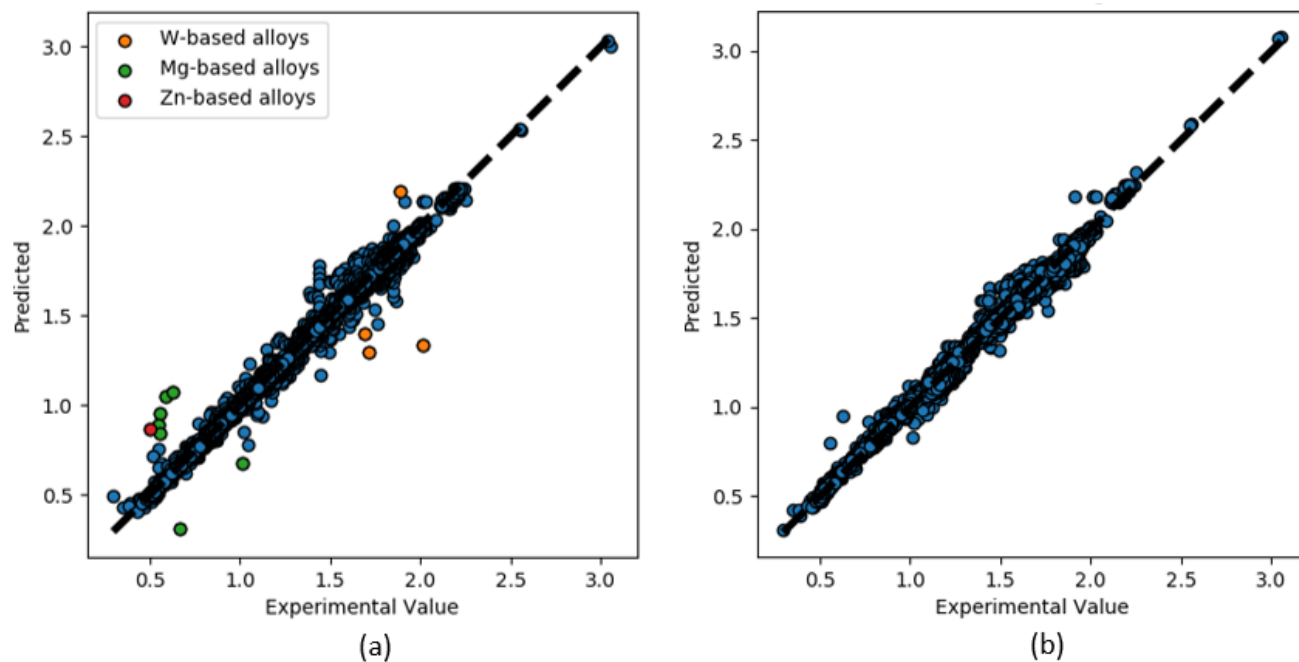 W-based alloys
Mg-based alloys
Zn-based alloys
3.0
2.5
2.0
1.5
1.0
0.5
Predicted
0.5 1.0 1.5 2.0 2.5 3.0
Experimental Value
(a)
3.0
2.5
2.0
1.5
1.0
0.5
Predicted
0.5 1.0 1.5 2.0 2.5 3.0
Experimental Value
(b)